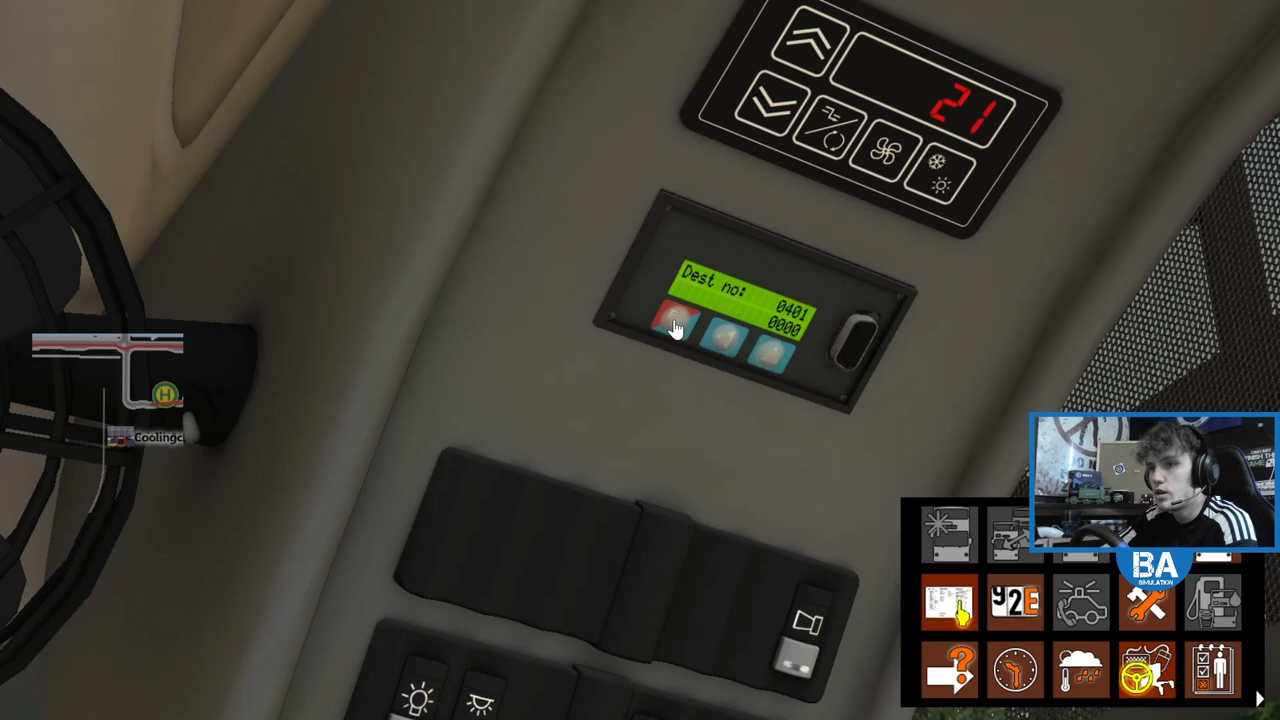 21
Dest no:
0401
0000
H
Coolingc
92E
?
BA
SIMULATION